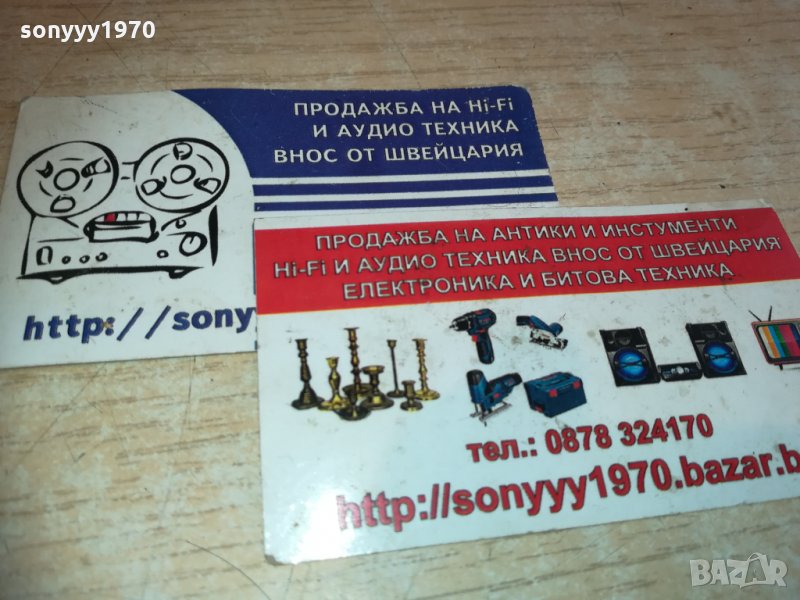 sonyyy1970
ПРОДАЖБА НА Hi-Fi
И АУДИО ТЕХНИКА
ВНОС ОТ ШВЕЙЦАРИЯ
http://sony
ПРОДАЖБА НА АНТИКИ И ИНСТУМЕНТИ
Hi-Fi И АУДИО ТЕХНИКА ВНОС ОТ ШВЕЙЦАРИЯ
ЕЛЕКТРОНИКА И БИТОВА ТЕХНИКА
тел.: 0878 324170
http://sonyyy1970.bazar.b
BAZAR